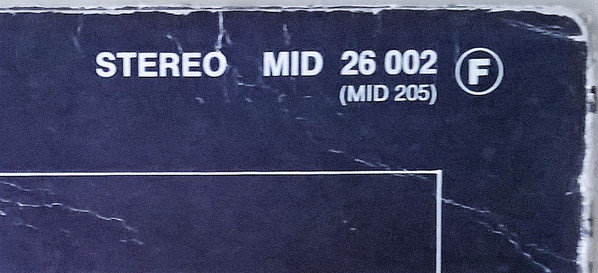 STEREO MID 26 002 F
(MID 205)